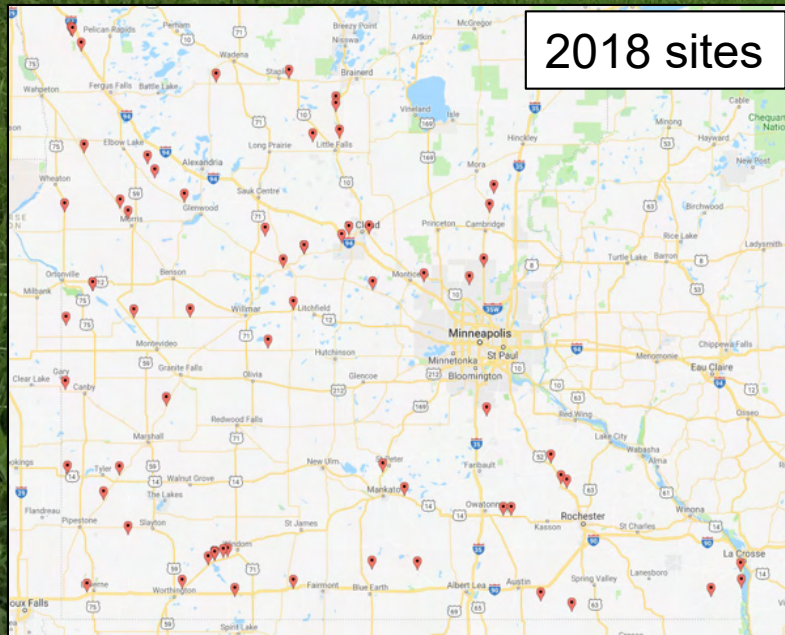 2018 sites
Pelican Rapids
Perham
Breezy Point
Nisswa
McGregor
Aitkin
Wadena
Staples
Brainerd
Wahpeton
Fergus Falls
Battle Lake
Vineland
Isle
Cable
Chequan
Natio
Minong
Hayward
Elbow Lake
Long Prairie
Little Falls
Hinckley
New Post
Alexandria
Mora
Wheaton
Sauk Centre
Glenwood
Morris
Princeton
Cambridge
Birchwood
Rice Lake
Ladysmith
Cloud
Turtle Lake
Barron
Ortonville
Benson
Monticello
Milbank
Willmar
Litchfield
Minneapolis
Montevideo
St Paul
Minnetonka
Bloomington
Hutchinson
Menomonie
Chippewa Falls
Eau Claire
Gary
Clear Lake
Canby
Granite Falls
Olivia
Glencoe
Redwood Falls
Red Wing
Osseo
Marshall
Lake City
Wabasha
Alma
ookings
Tyler
Walnut Grove
New Ulm
St Peter
Faribault
The Lakes
Mankato
Owatonna
Flandreau
Pipestone
Slayton
St James
Kasson
Rochester
St Charles
Winona
Windom
La Crosse
Luverne
Worthington
Fairmont
Blue Earth
Albert Lea
Austin
Spring Valley
Lanesboro
oux Falls
Spirit Lake